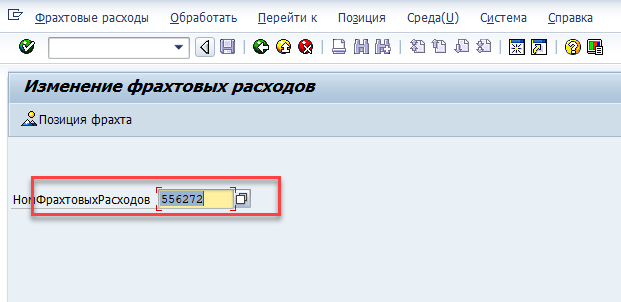 Фрахтовые расходы Обработать Перейти к Позиция Среда(U) Система Справка
Изменение фрахтовых расходов
Позиция фрахта
НомФрахтовыхРасходов 556272